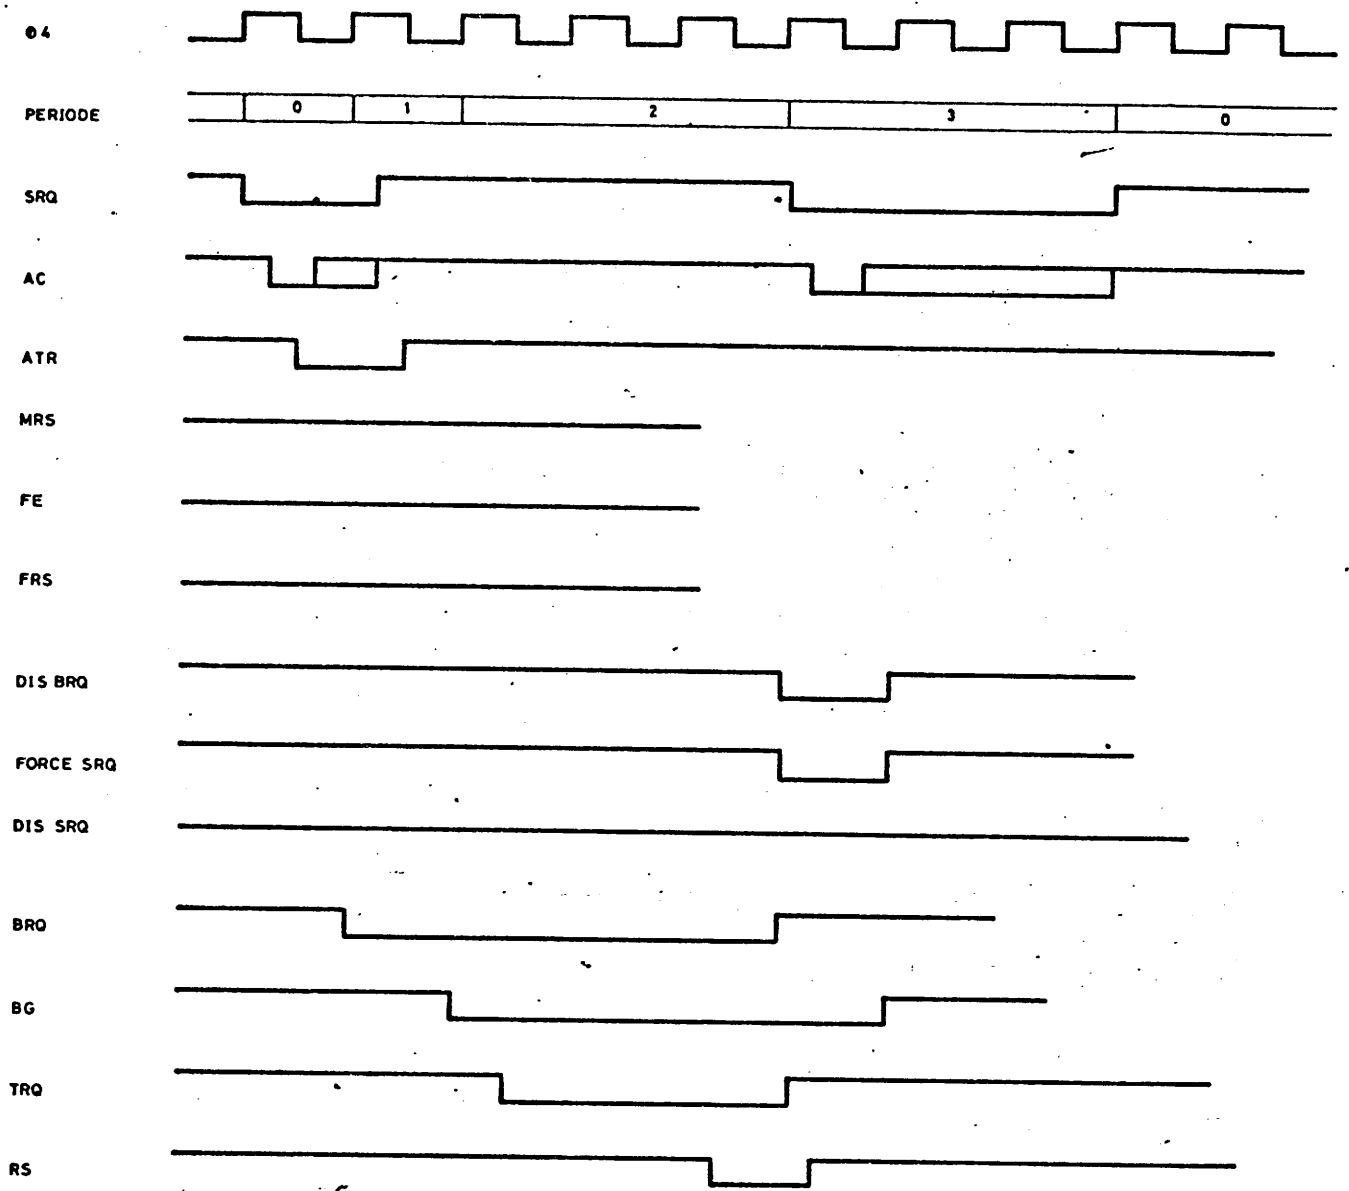 Φ4
PERIODE 0 1 2 3 0
SRQ
AC
ATR
MRS
FE
FRS
DIS BRQ
FORCE SRQ
DIS SRQ
BRQ
BG
TRQ
RS